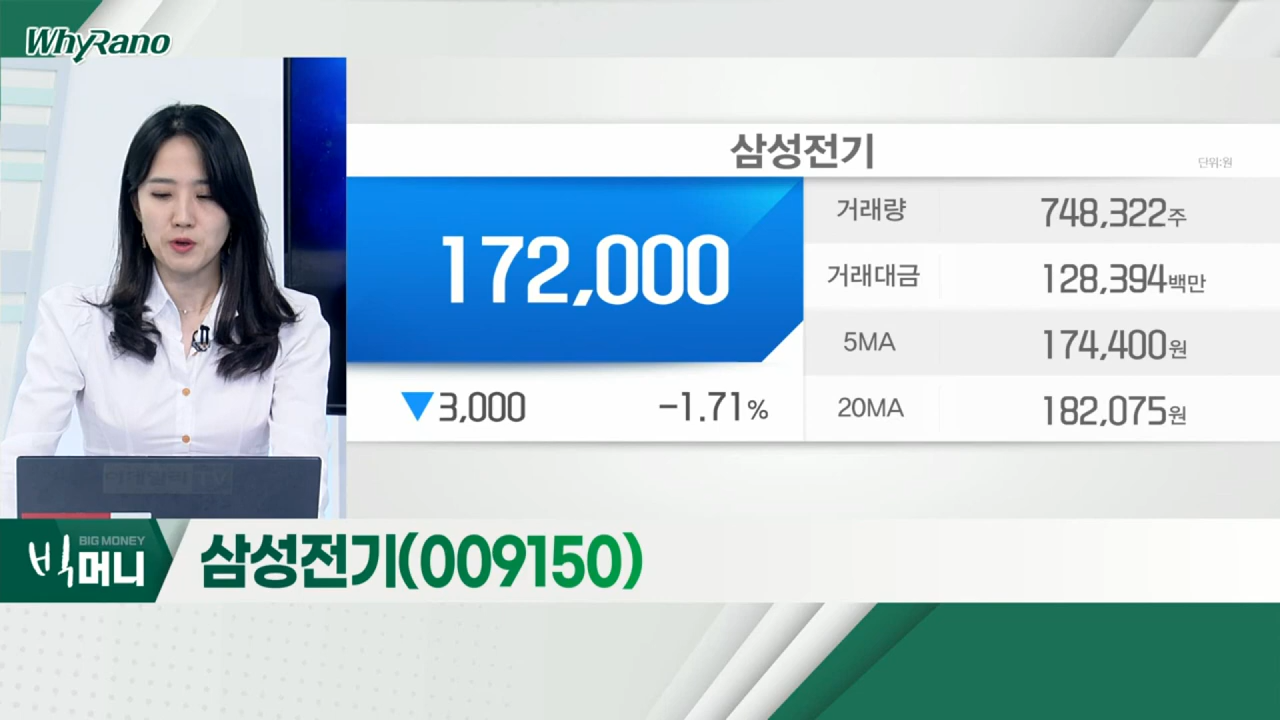 WhyRano
삼성전기
단위:원
172,000
▼3,000 -1.71%
거래량 748,322주
거래대금 128,394백만
5MA 174,400원
20MA 182,075원
BIG MONEY
빅머니
삼성전기(009150)